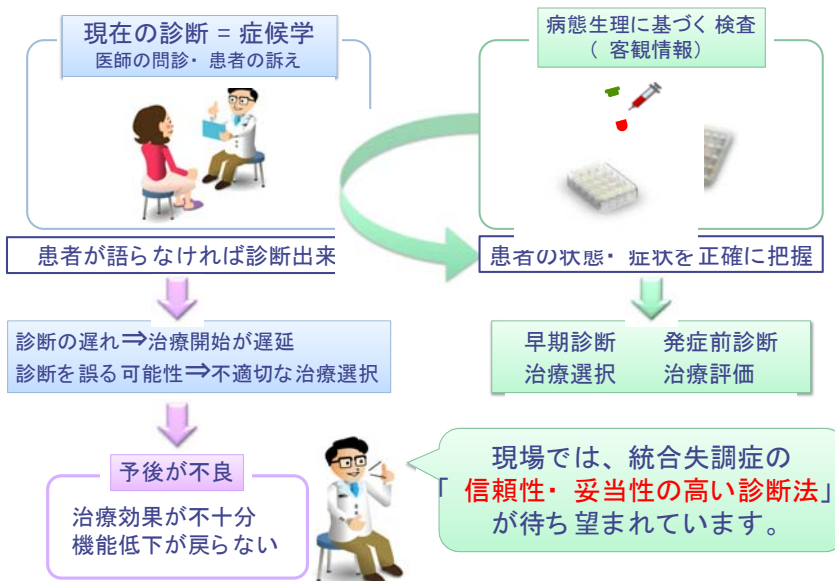 現在の診断 = 症候学
医師の問診・ 患者の訴え
患者が語らなければ診断出来
診断の遅れ⇒治療開始が遅延
診断を誤る可能性⇒不適切な治療選択
予後が不良
治療効果が不十分
機能低下が戻らない
病態生理に基づく 検査
( 客観情報)
患者の状態・ 症状を正確に把握
早期診断 発症前診断
治療選択 治療評価
現場では、統合失調症の
「 信頼性・ 妥当性の高い診断法」
が待ち望まれています。